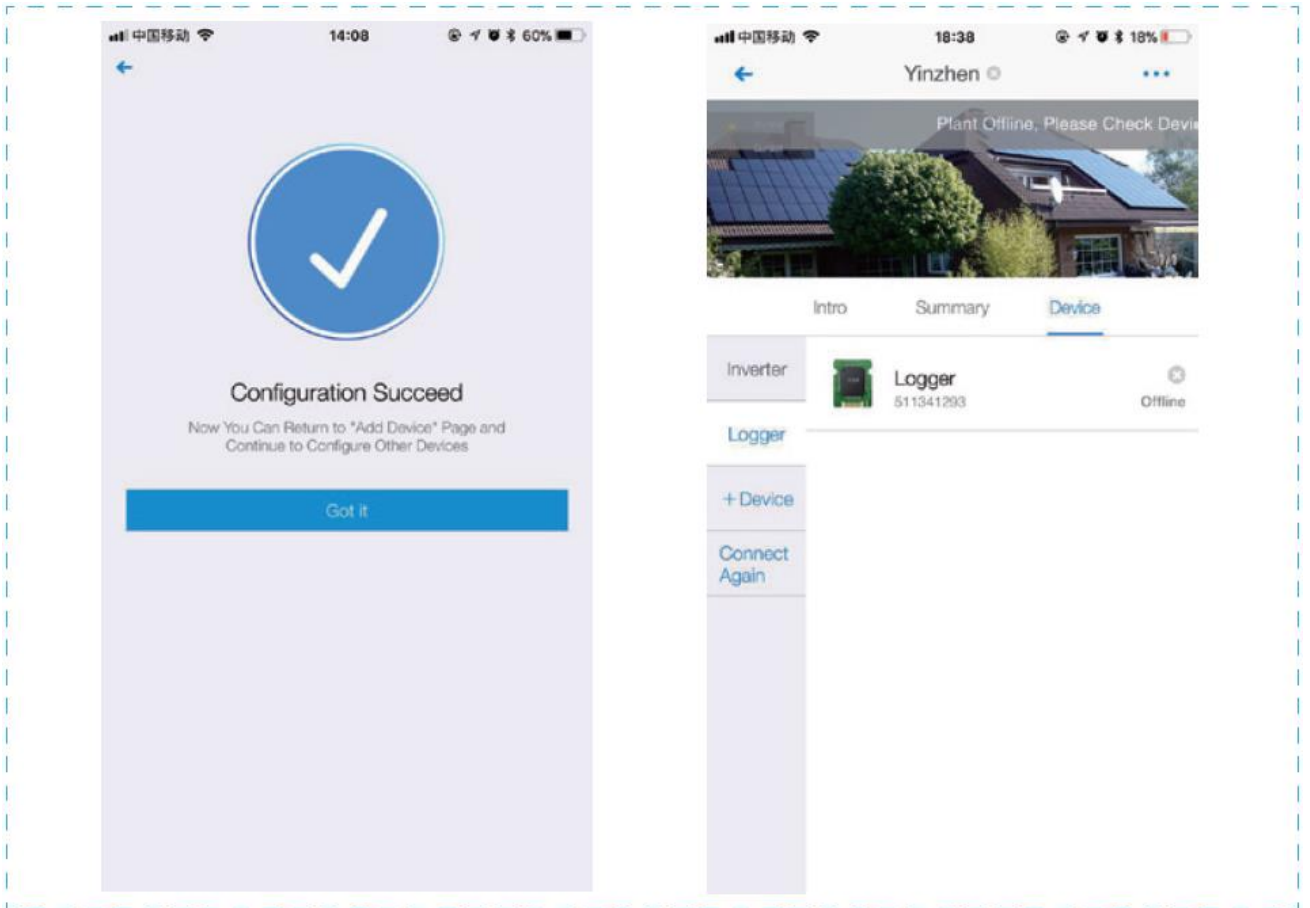 中国移动 14:08 60%
Configuration Succeed
Now You Can Return to "Add Device" Page and
Continue to Configure Other Devices
Got it
中国移动 18:38 18%
Yinzhen
Plant Offline, Please Check Devi
Intro Summary Device
Inverter
Logger
511341293
Offline
Logger
+ Device
Connect
Again